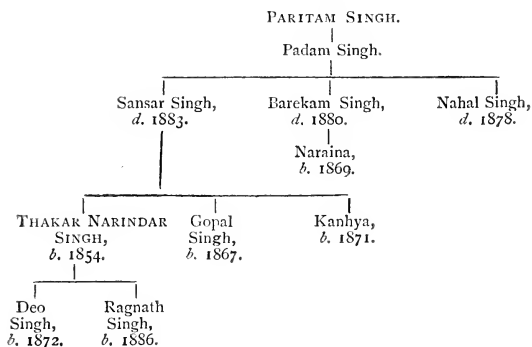 PARITAM SINGH.
Padam Singh.
Sansar Singh,
d. 1883.
Barekam Singh,
d. 1880.
Nahal Singh,
d. 1878.
Naraina,
b. 1869.
THAKAR NARINDAR
SINGH,
b. 1854.
Gopal
Singh,
b. 1867.
Kanhya,
b. 1871.
Deo
Singh,
b. 1872.
Ragnath
Singh,
b. 1886.